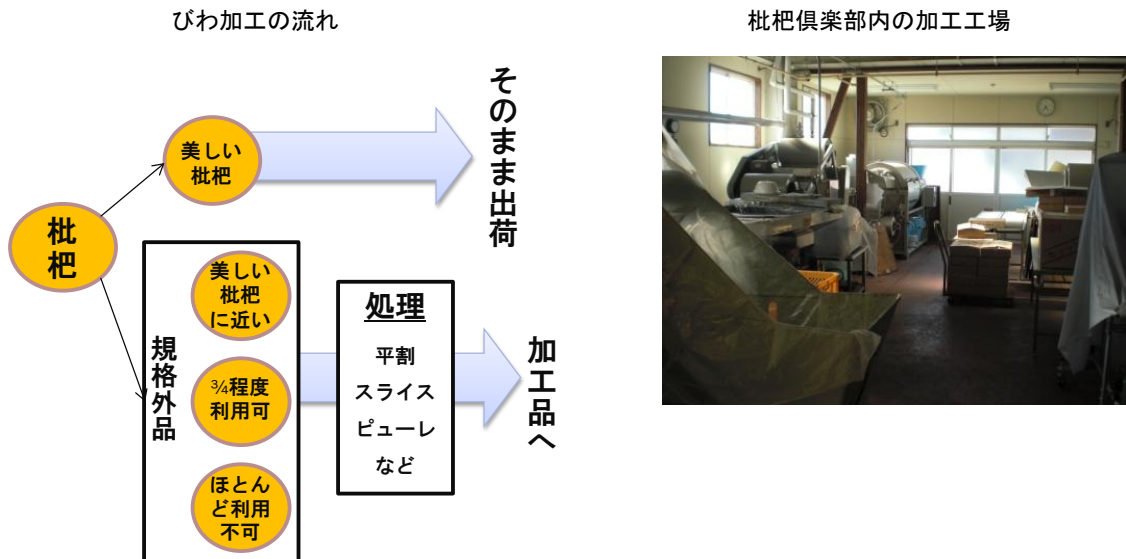 びわ加工の流れ
枇杷倶楽部内の加工工場
そのまま出荷
美しい
枇杷
枇
杷
美しい
枇杷
に近い
規格外品
¾程度
利用可
ほとん
ど利用
不可
処理
平割
スライス
ピューレ
など
加工品へ